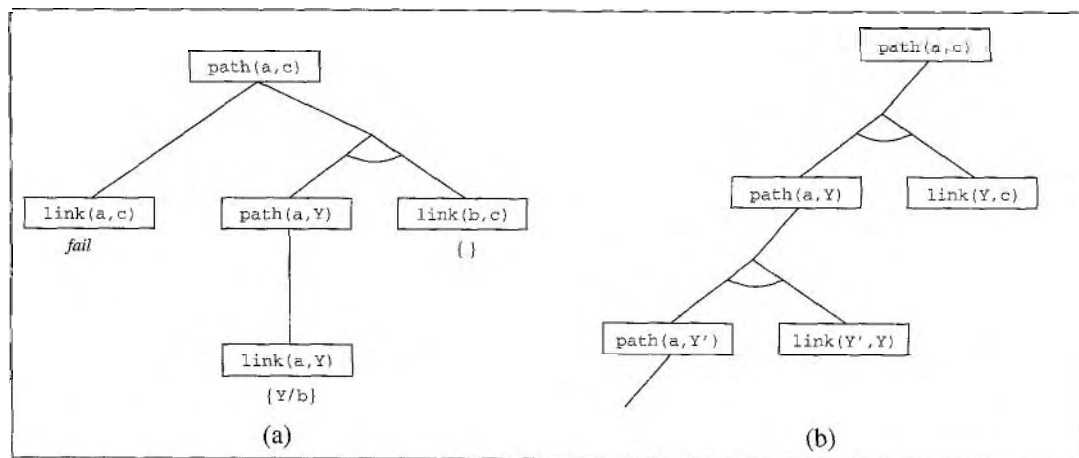 path(a,c)
link(a,c)
path(a,Y)
link(b,c)
fail
{ }
link(a,Y)
{Y/b}
(a)
path(a,c)
path(a,Y)
link(Y,c)
path(a,Y')
link(Y',Y)
(b)